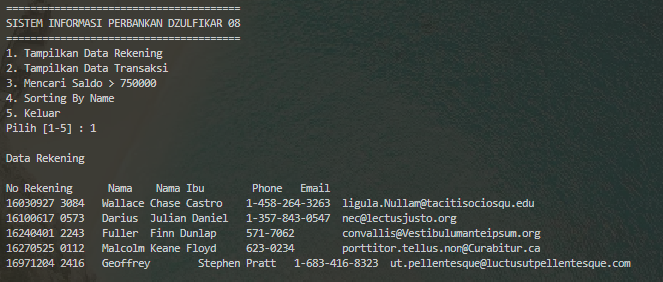 =======================================
SISTEM INFORMASI PERBANKAN DZULFIKAR 08
=======================================
1. Tampilkan Data Rekening
2. Tampilkan Data Transaksi
3. Mencari Saldo > 750000
4. Sorting By Name
5. Keluar
Pilih [1-5] : 1
Data Rekening
No Rekening      Nama    Nama Ibu        Phone   Email
16030927 3084   Wallace Chase Castro    1-458-264-3263  ligula.Nullam@tacitisociosqu.edu
16100617 0573   Darius  Julian Daniel   1-357-843-0547  nec@lectusjusto.org
16240401 2243   Fuller  Finn Dunlap     571-7062        convallis@Vestibulumanteipsum.org
16270525 0112   Malcolm Keane Floyd     623-0234        porttitor.tellus.non@Curabitur.ca
16971204 2416   Geoffrey        Stephen Pratt   1-683-416-8323  ut.pellentesque@luctusutpellentesque.com